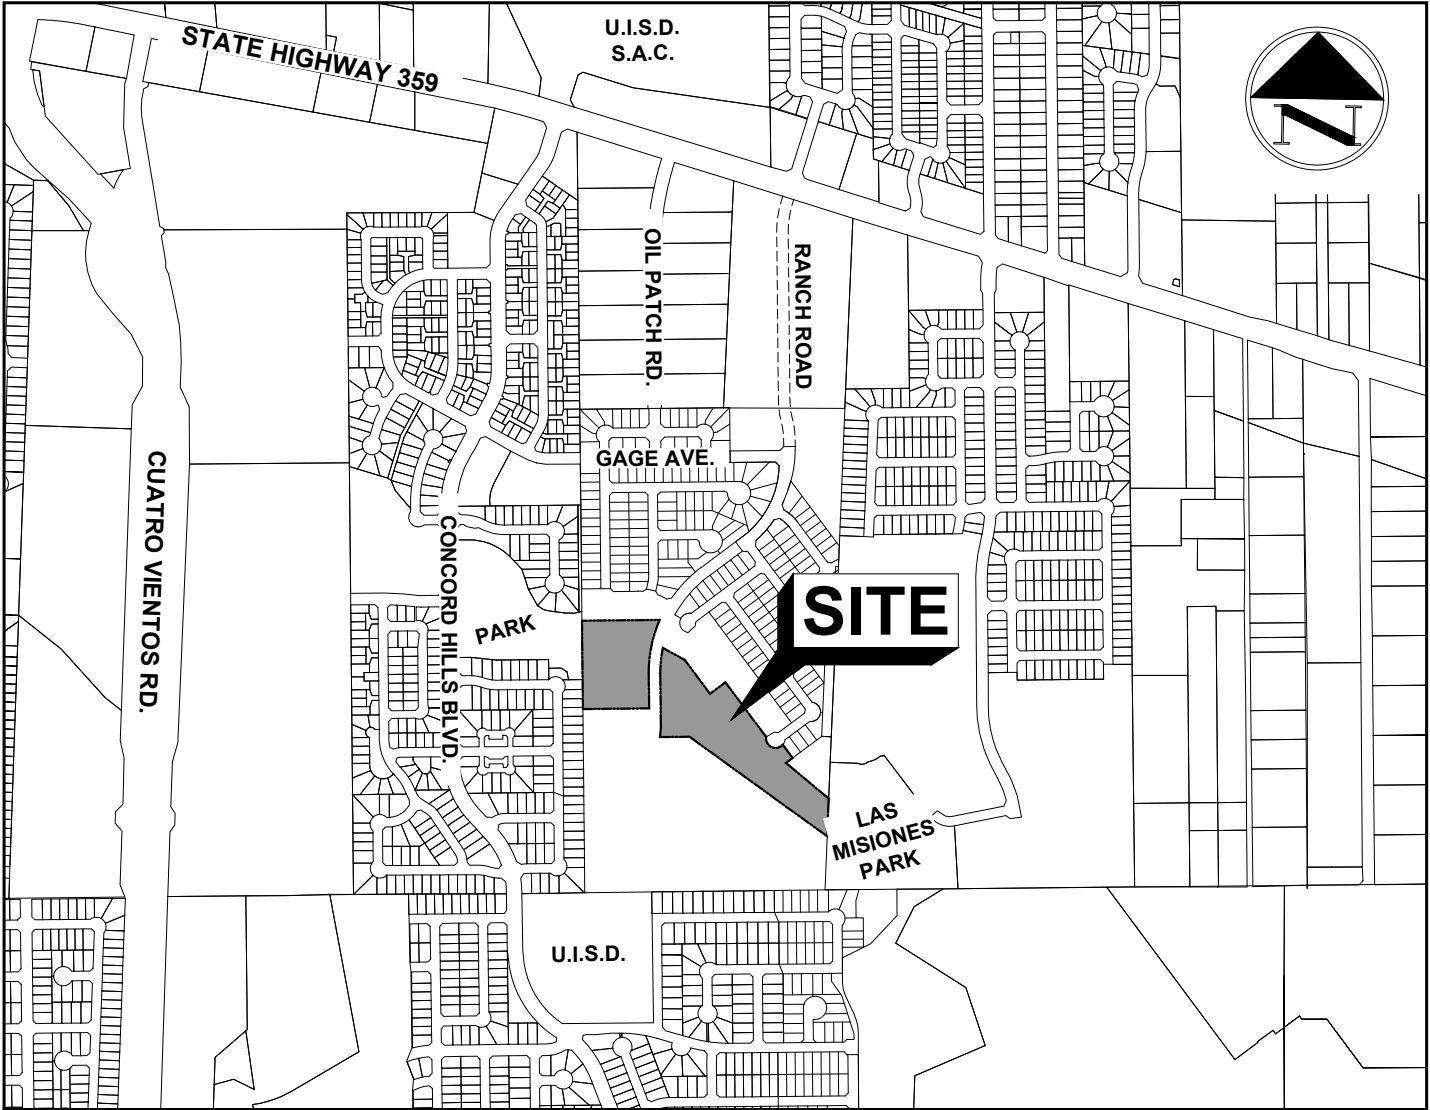 U.I.S.D.
S.A.C.
STATE HIGHWAY 359
N
OIL PATCH RD.
RANCH ROAD
GAGE AVE.
CUATRO VIENTOS RD.
CONCORD HILLS BLVD.
PARK
SITE
LAS
MISIONES
PARK
U.I.S.D.